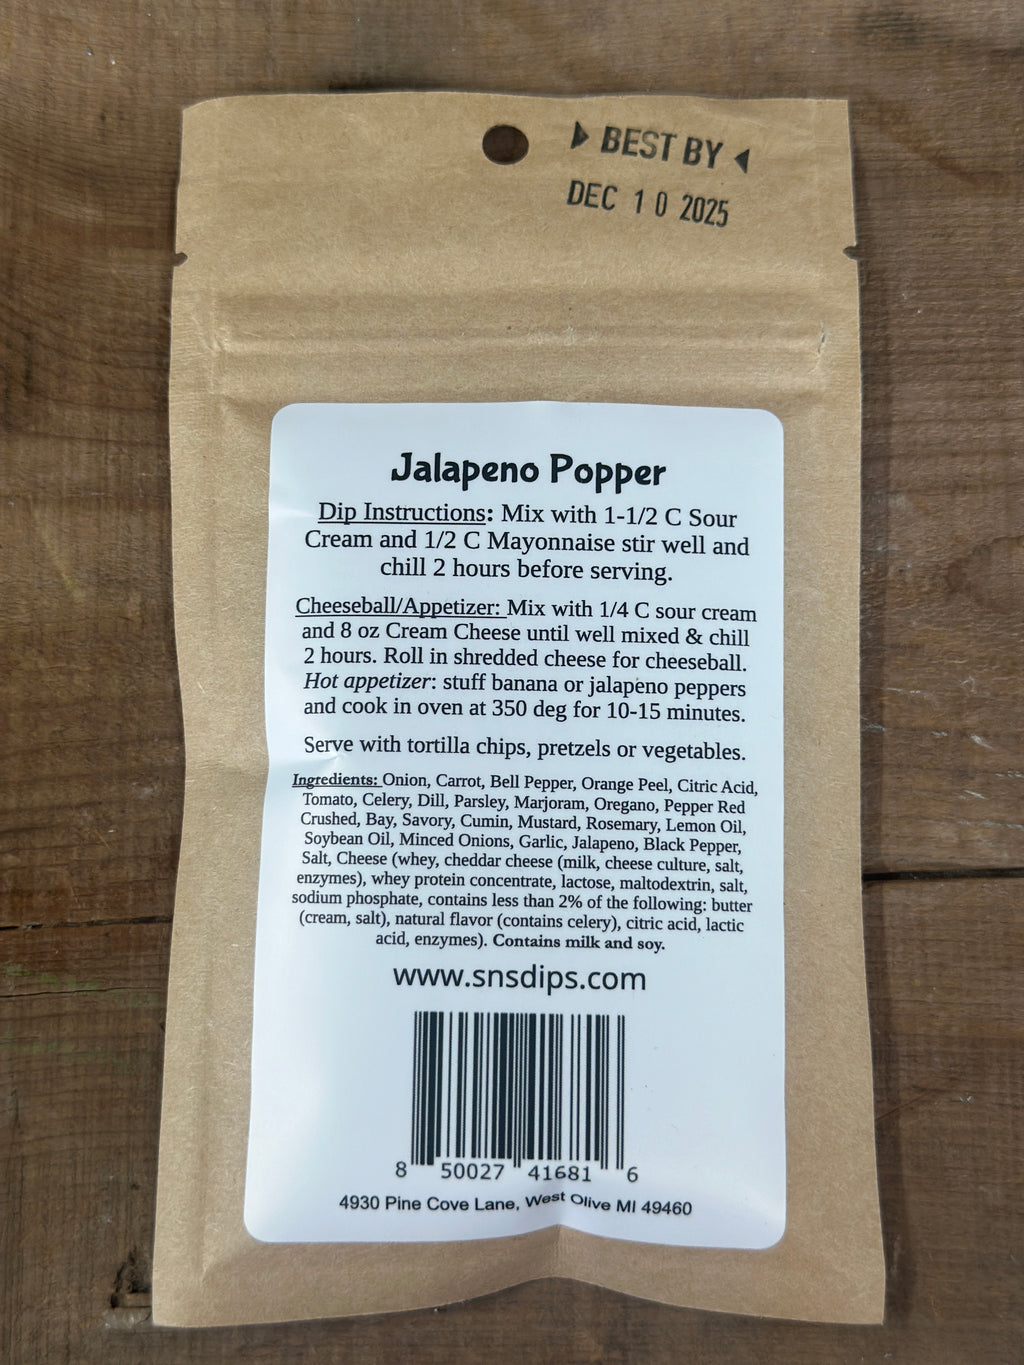 BEST BY
DEC 10 2025
Jalapeno Popper
Dip Instructions: Mix with 1-1/2 C Sour
Cream and 1/2 C Mayonnaise stir well and
chill 2 hours before serving.
Cheeseball/Appetizer: Mix with 1/4 C sour cream
and 8 oz Cream Cheese until well mixed & chill
2 hours. Roll in shredded cheese for cheeseball.
Hot appetizer: stuff banana or jalapeno peppers
and cook in oven at 350 deg for 10-15 minutes.
Serve with tortilla chips, pretzels or vegetables.
Ingredients: Onion, Carrot, Bell Pepper, Orange Peel, Citric Acid,
Tomato, Celery, Dill, Parsley, Marjoram, Oregano, Pepper Red
Crushed, Bay, Savory, Cumin, Mustard, Rosemary, Lemon Oil,
Soybean Oil, Minced Onions, Garlic, Jalapeno, Black Pepper,
Salt, Cheese (whey, cheddar cheese (milk, cheese culture, salt,
enzymes), whey protein concentrate, lactose, maltodextrin, salt,
sodium phosphate, contains less than 2% of the following: butter
(cream, salt), natural flavor (contains celery), citric acid, lactic
acid, enzymes). Contains milk and soy.
www.snsdips.com
8 50027 41681 6
4930 Pine Cove Lane, West Olive MI 49460